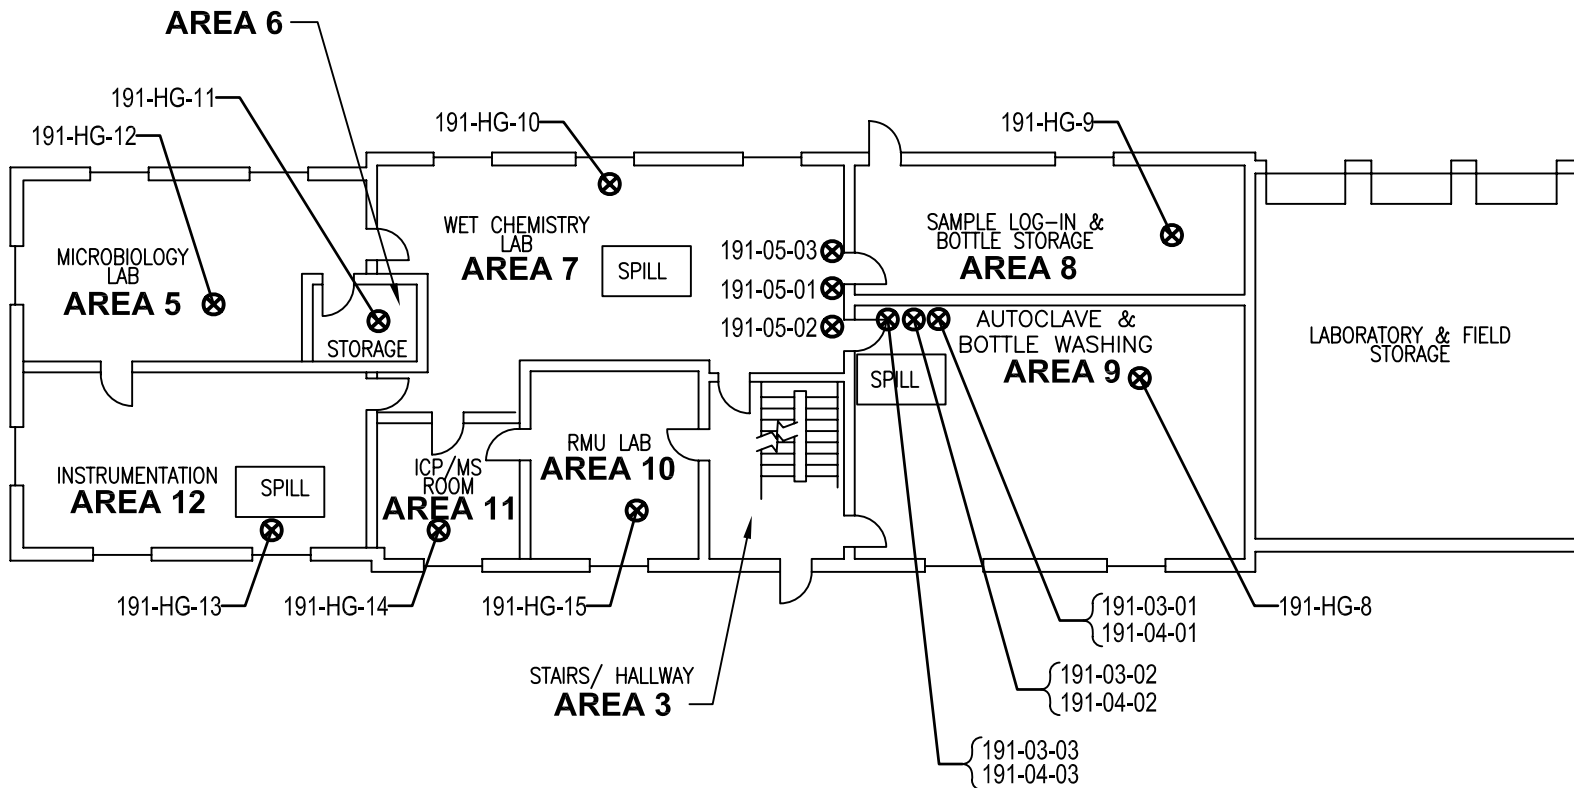 AREA 6
191-HG-11
191-HG-12
191-HG-10
191-HG-9
MICROBIOLOGY
LAB
AREA 5
STORAGE
WET CHEMISTRY
LAB
AREA 7
SPILL
191-05-03
191-05-01
191-05-02
SAMPLE LOG-IN &
BOTTLE STORAGE
AREA 8
AUTOCLAVE &
BOTTLE WASHING
AREA 9
SPILL
LABORATORY & FIELD
STORAGE
INSTRUMENTATION
AREA 12
SPILL
ICP/MS
ROOM
AREA 11
RMU LAB
AREA 10
191-HG-13
191-HG-14
191-HG-15
191-HG-8
191-03-01
191-04-01
STAIRS/ HALLWAY
AREA 3
191-03-02
191-04-02
191-03-03
191-04-03